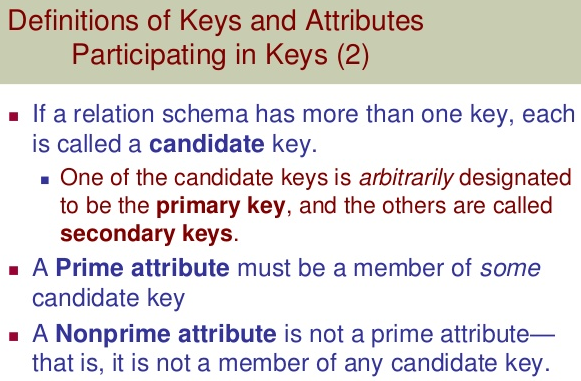 Definitions of Keys and Attributes
Participating in Keys (2)
If a relation schema has more than one key, each
is called a candidate key.
One of the candidate keys is arbitrarily designated
to be the primary key, and the others are called
secondary keys.
A Prime attribute must be a member of some
candidate key
A Nonprime attribute is not a prime attribute—
that is, it is not a member of any candidate key.